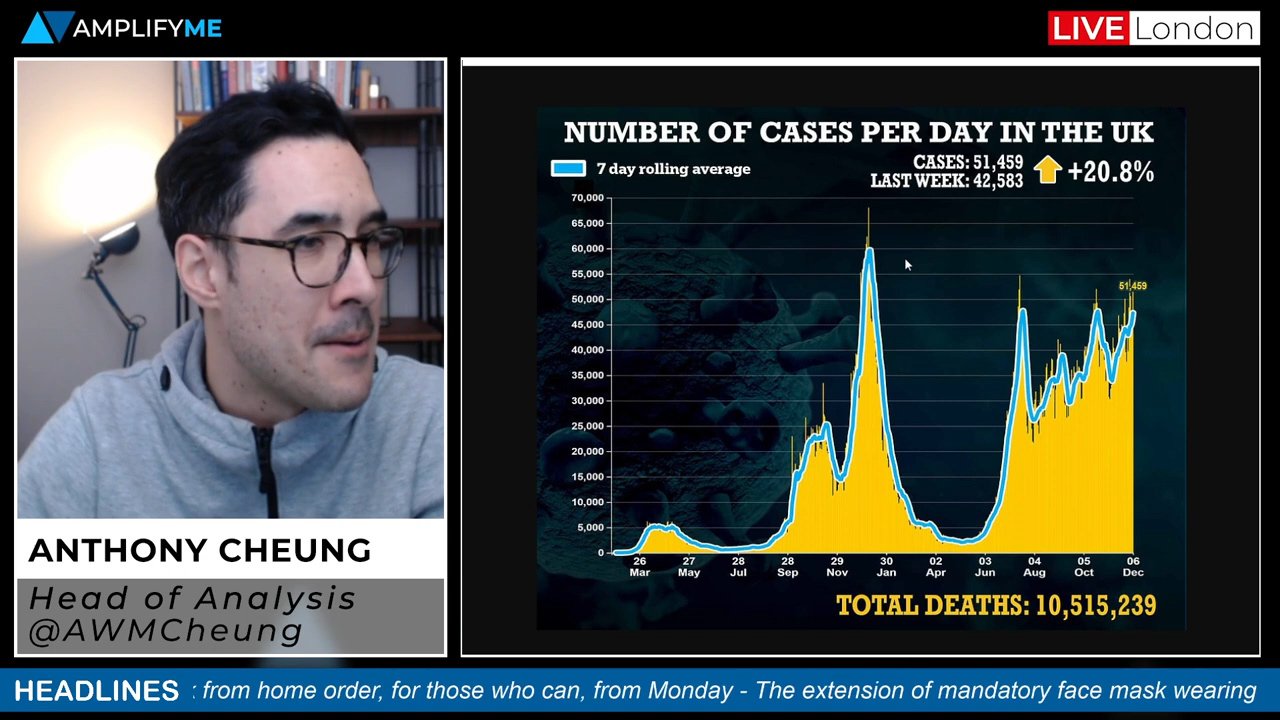 AMPLIFYME
LIVE London
NUMBER OF CASES PER DAY IN THE UK
7 day rolling average
CASES: 51,459
LAST WEEK: 42,583
+20.8%
70,000
65,000
60,000
55,000
50,000
45,000
40,000
35,000
30,000
25,000
20,000
15,000
10,000
5,000
0
51,459
26 Mar
27 May
28 Jul
28 Sep
29 Nov
30 Jan
02 Apr
03 Jun
04 Aug
05 Oct
06 Dec
TOTAL DEATHS: 10,515,239
ANTHONY CHEUNG
Head of Analysis
@AWMCheung
HEADLINES from home order, for those who can, from Monday - The extension of mandatory face mask wearing